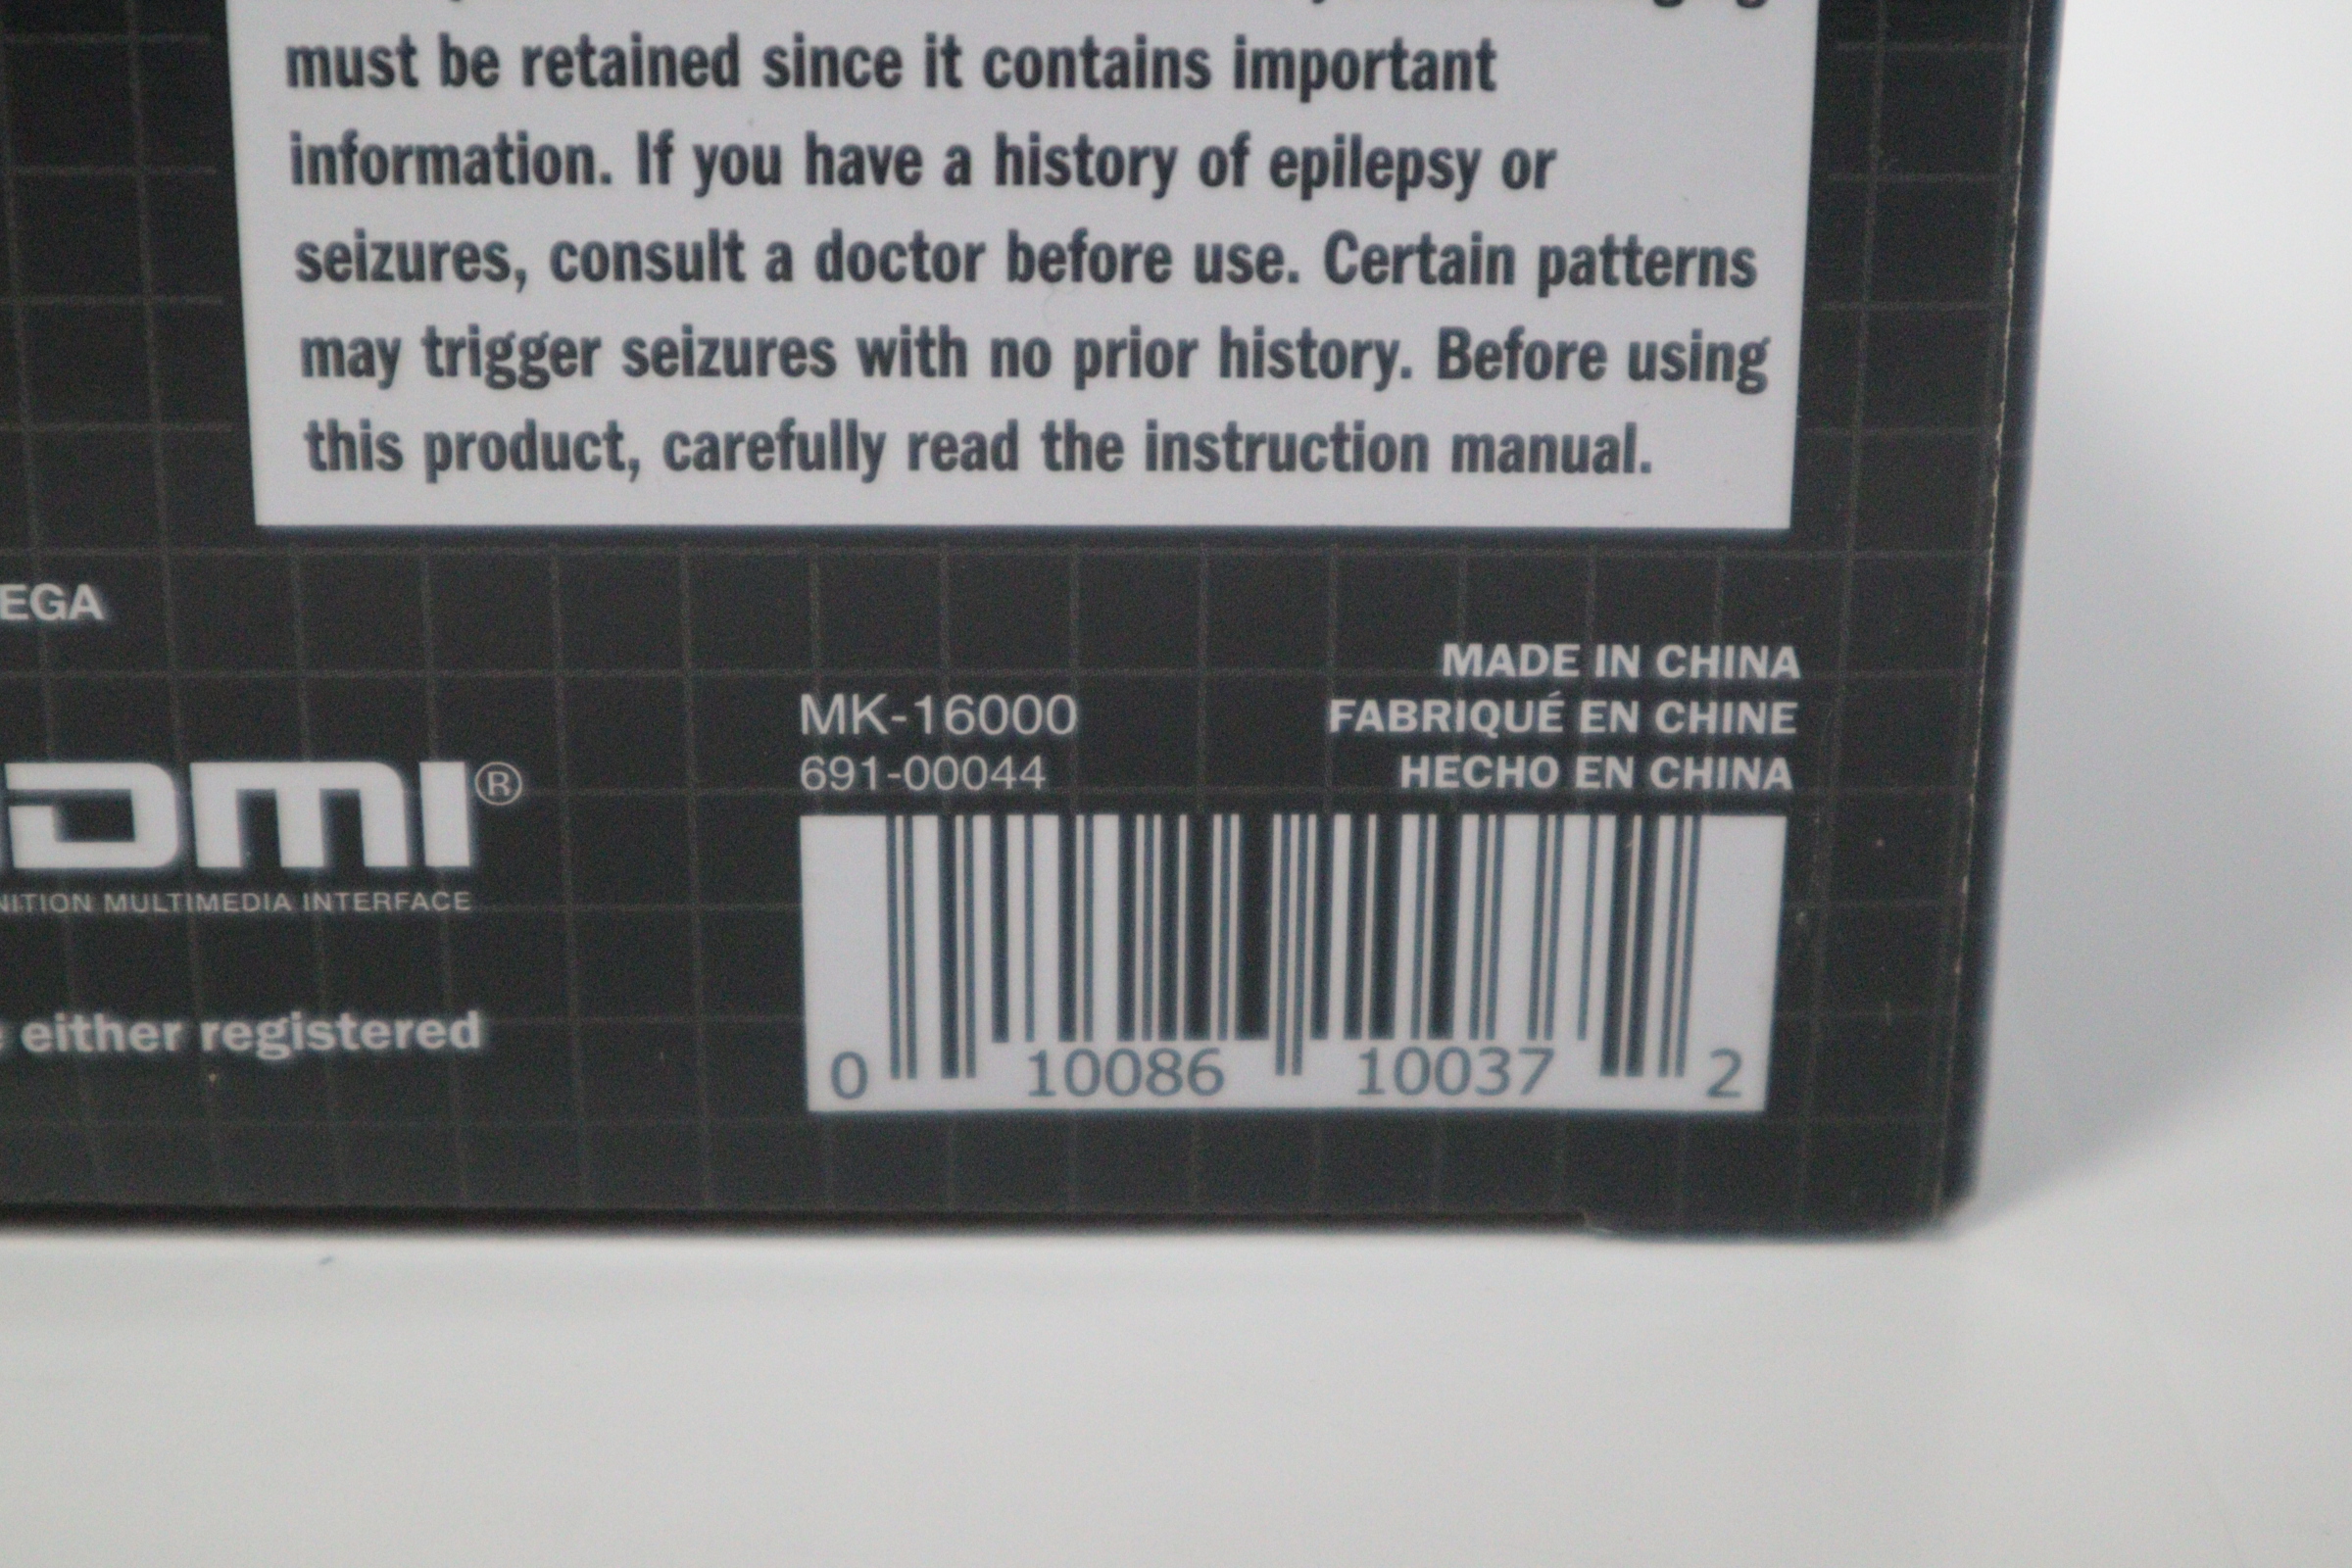 must be retained since it contains important
information. If you have a history of epilepsy or
seizures, consult a doctor before use. Certain patterns
may trigger seizures with no prior history. Before using
this product, carefully read the instruction manual.
EGA
MADE IN CHINA
MK-16000
FABRIQUÉ EN CHINE
691-00044
HECHO EN CHINA
DMI®
NITION MULTIMEDIA INTERFACE
either registered
0 10086 10037 2